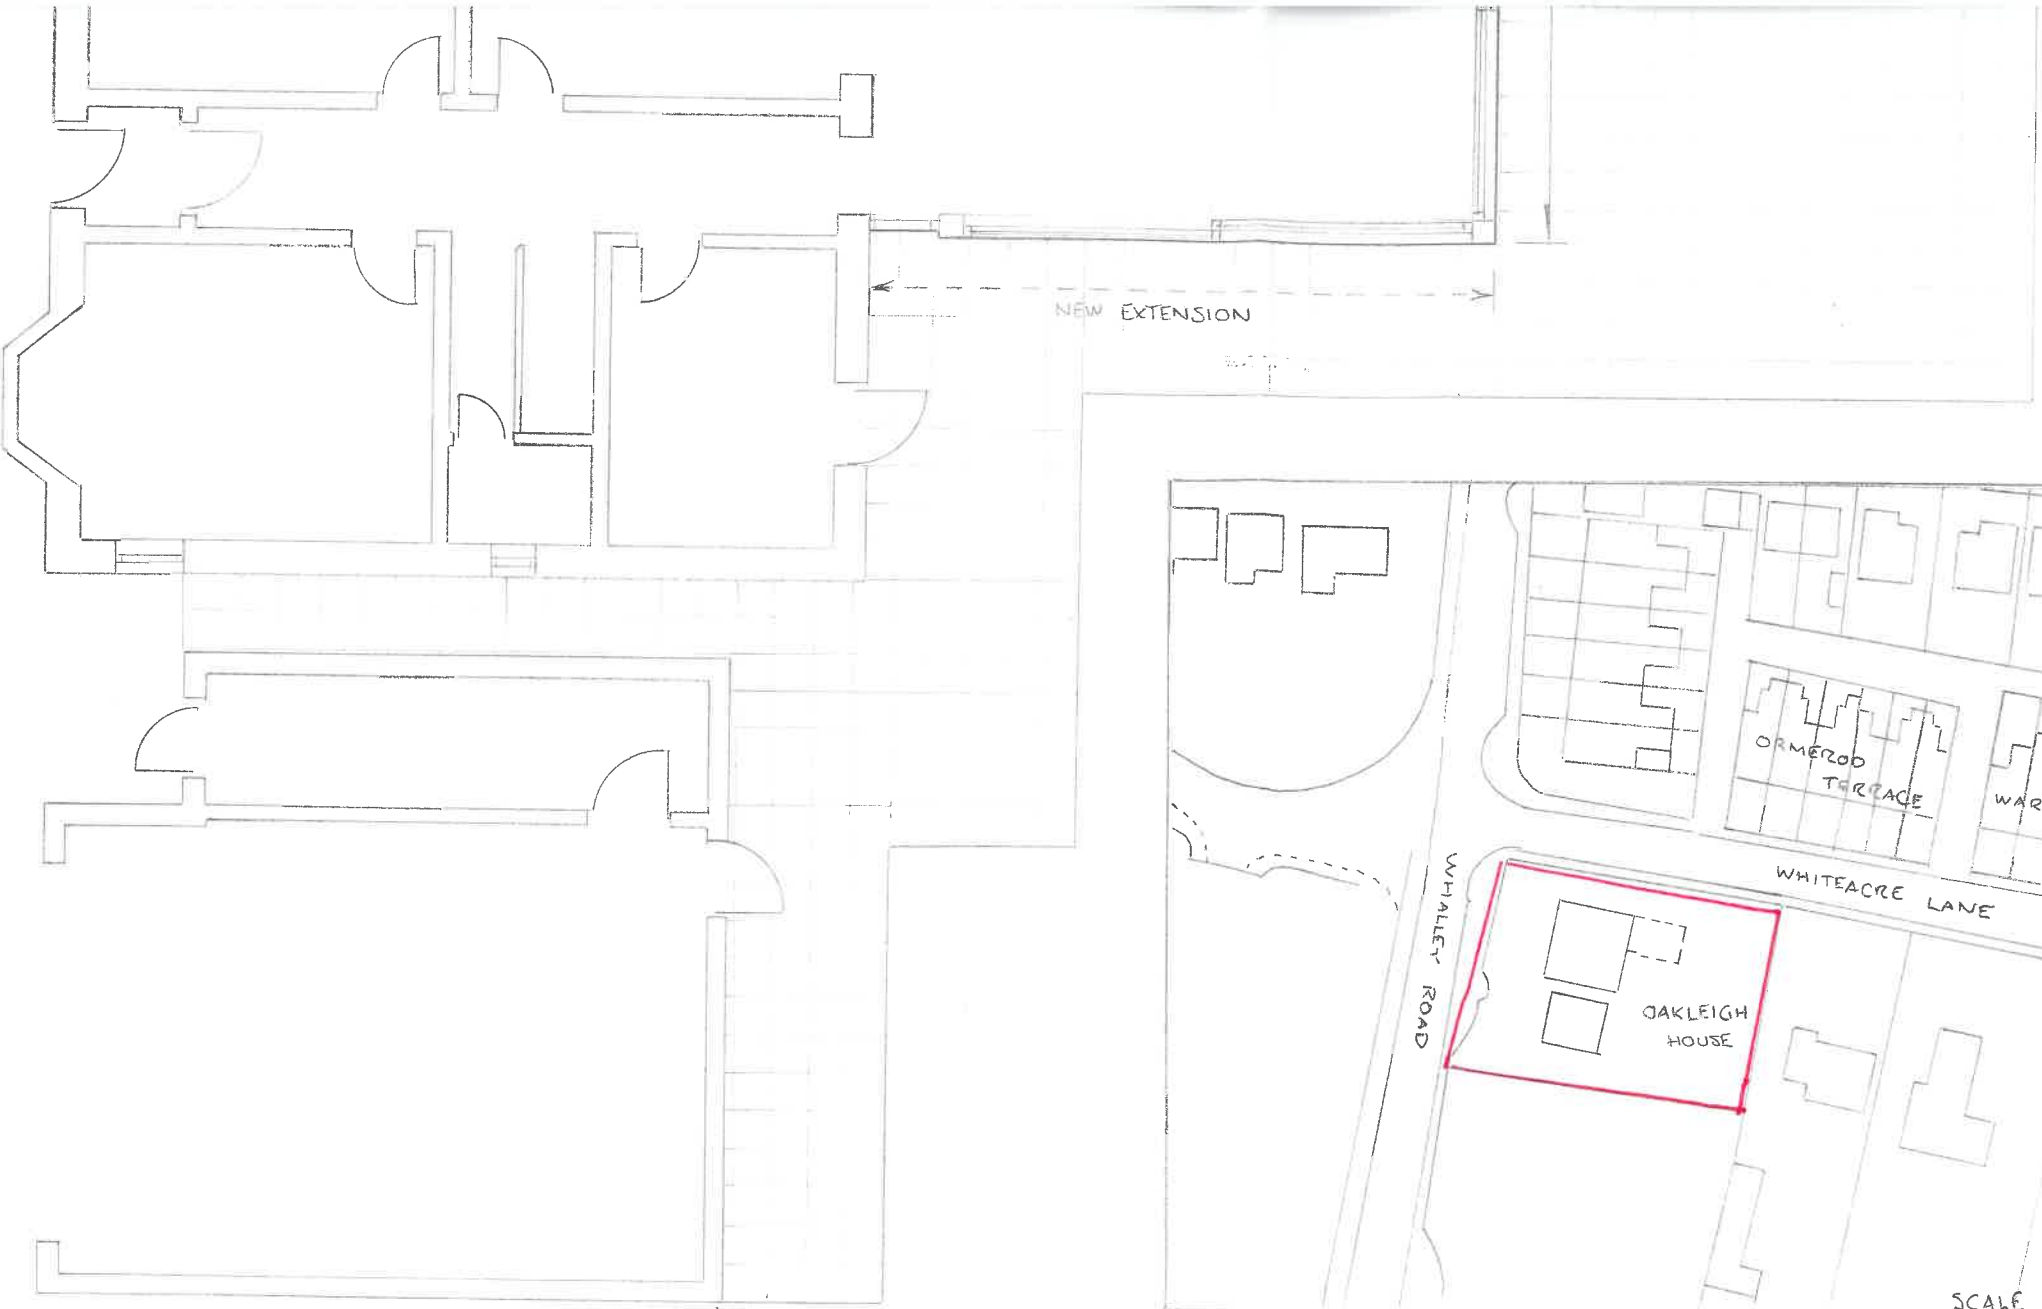 NEW EXTENSION
ORMEROD
TERRACE
WAR
WHITEACRE LANE
WHALLEY ROAD
OAKLEIGH
HOUSE
SCALE